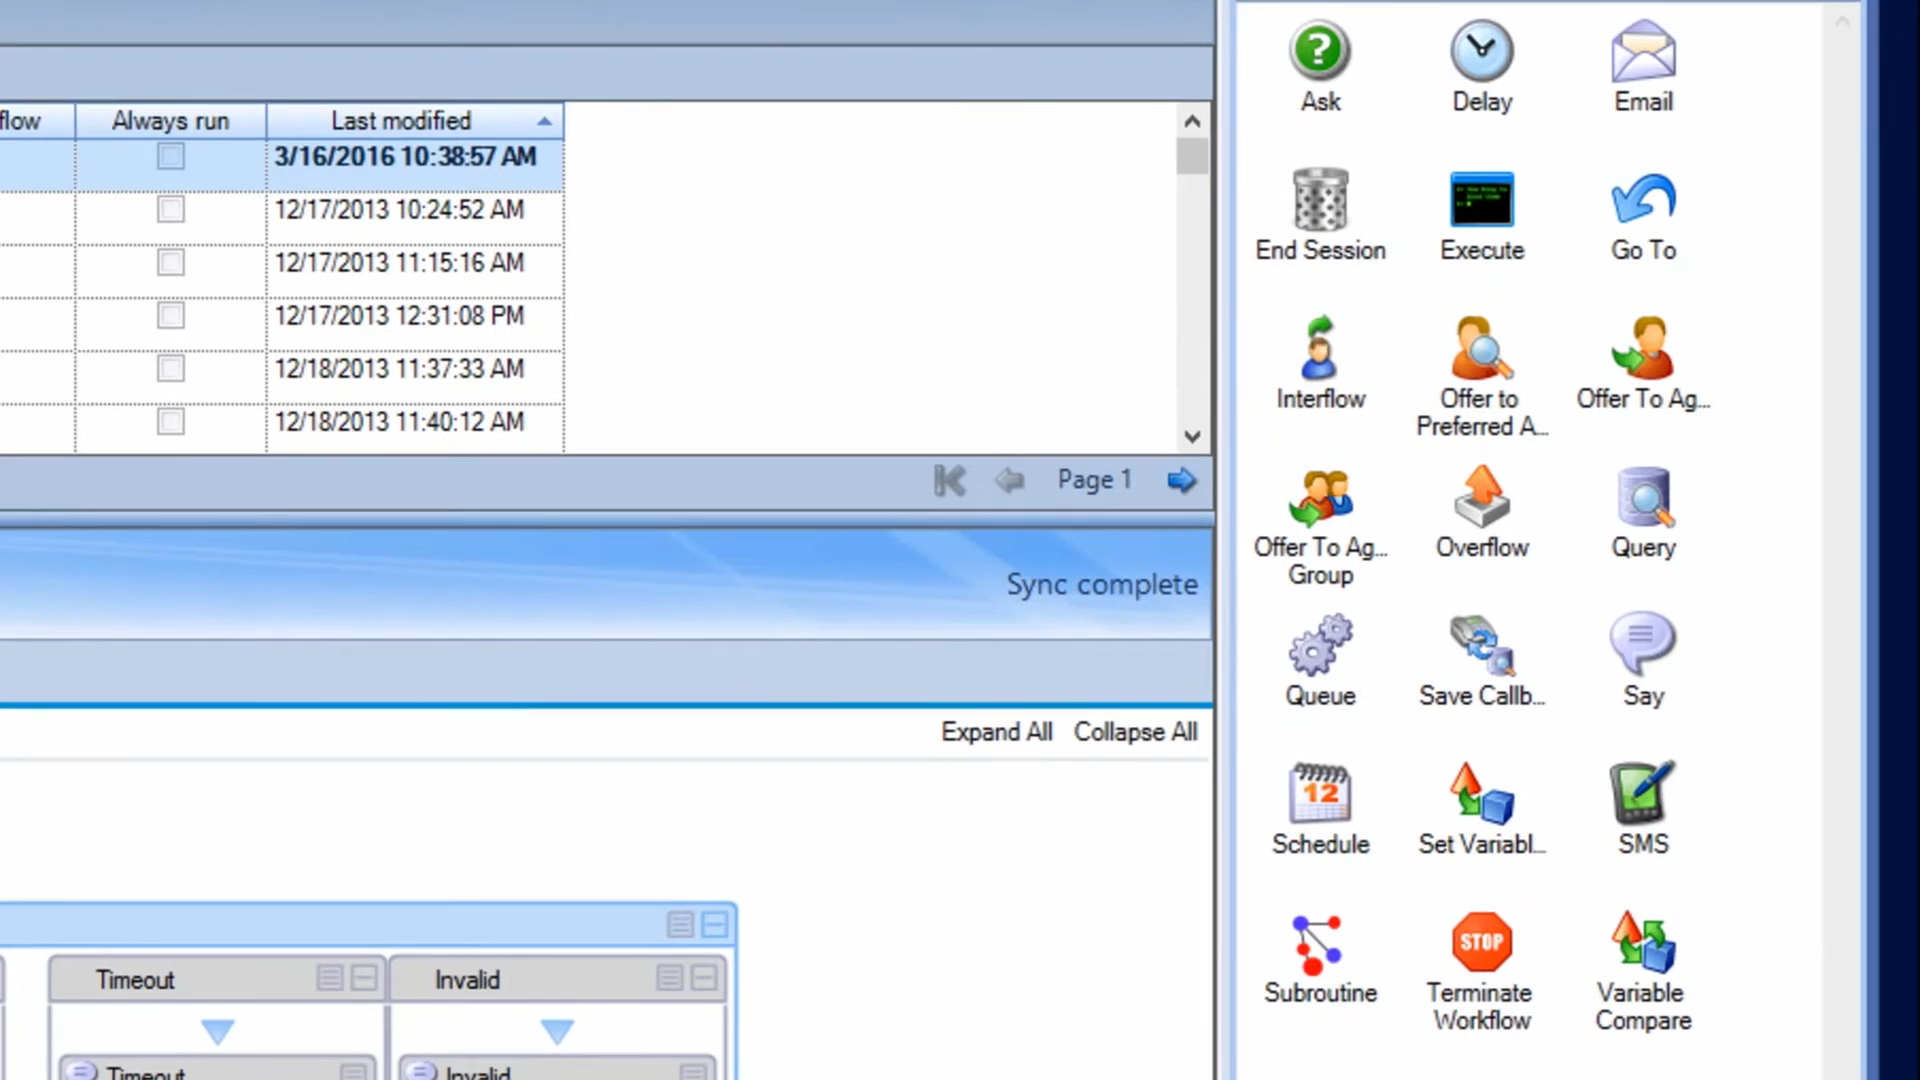 flow Always run Last modified
3/16/2016 10:38:57 AM
12/17/2013 10:24:52 AM
12/17/2013 11:15:16 AM
12/17/2013 12:31:08 PM
12/18/2013 11:37:33 AM
12/18/2013 11:40:12 AM
Page 1
Sync complete
Expand All Collapse All
Timeout Invalid
Timeout Invalid
Ask Delay Email
End Session Execute Go To
Interflow Offer to Offer To Ag...
Preferred A...
Offer To Ag... Overflow Query
Group
Queue Save Callb... Say
12
Schedule Set Variabl... SMS
STOP
Subroutine Terminate Variable
Workflow Compare